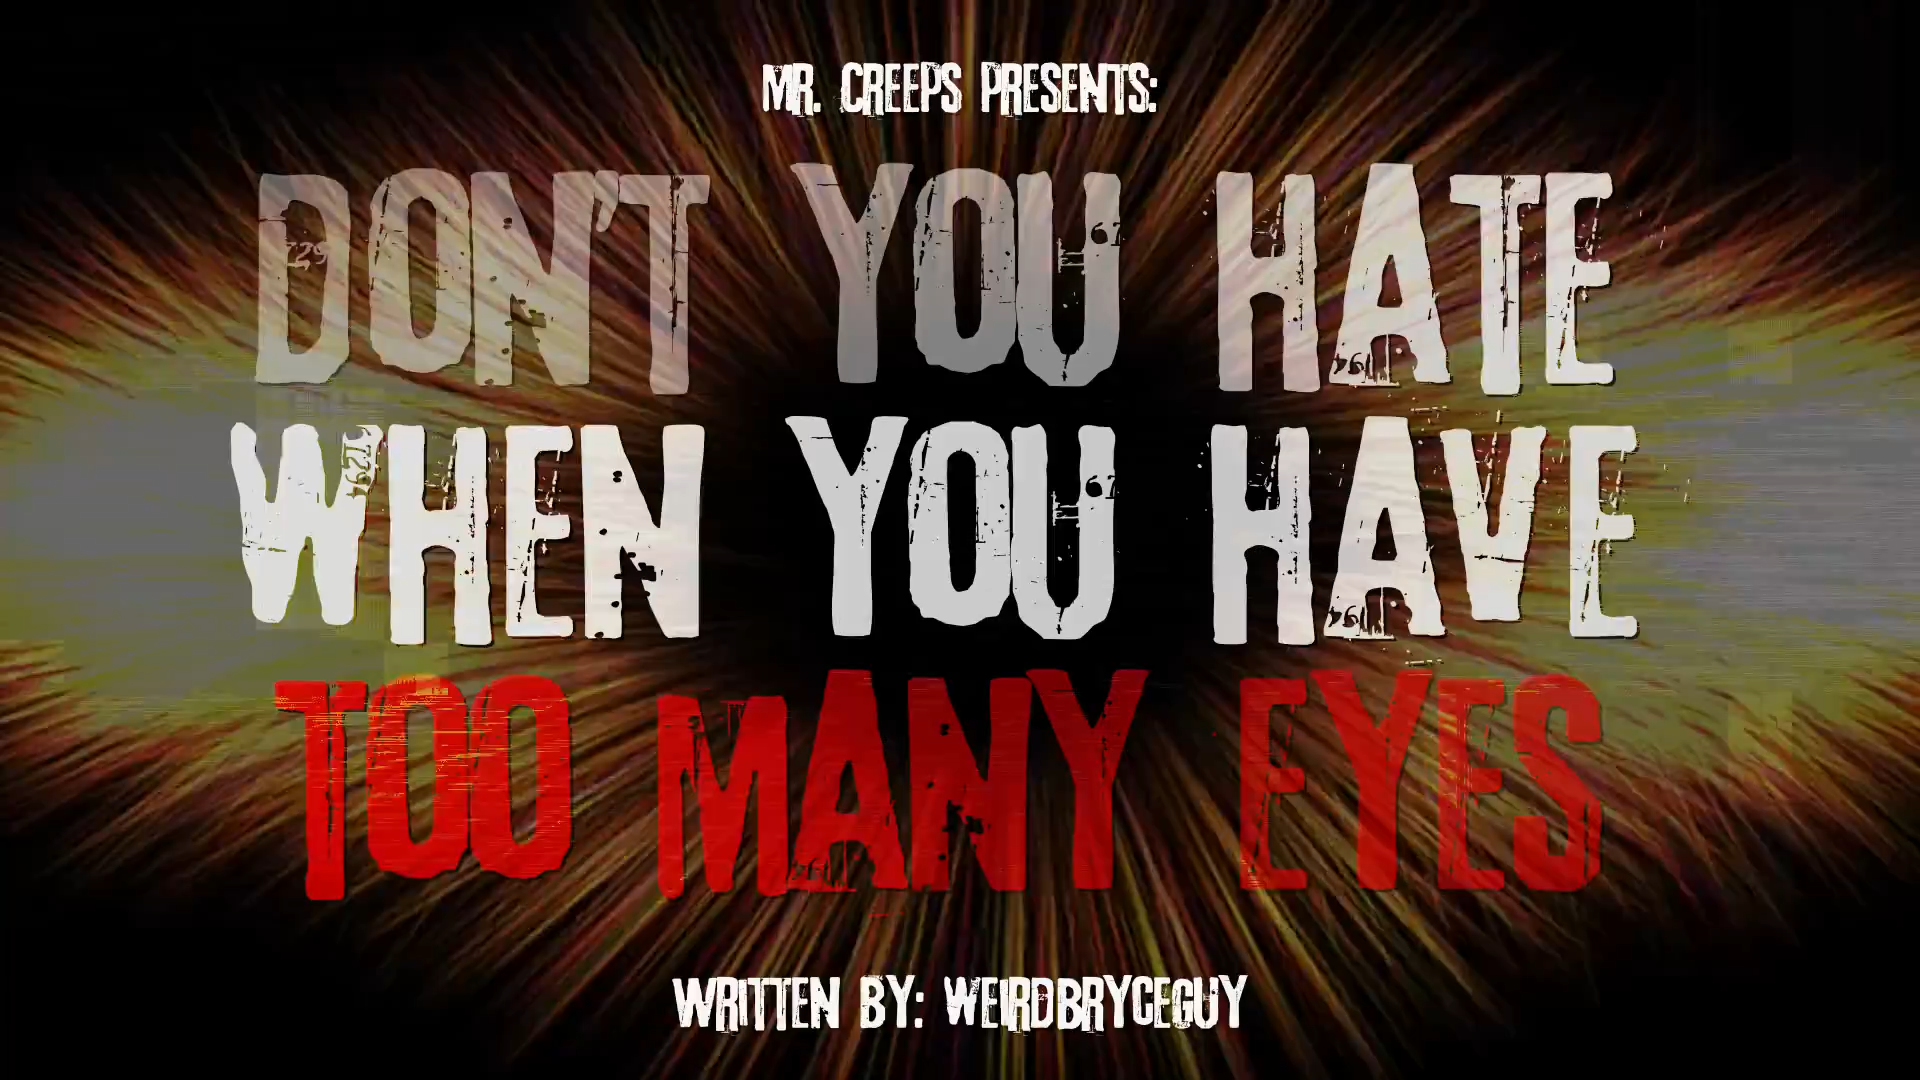 MR. CREEPS PRESENTS:
DON'T YOU HATE
WHEN YOU HAVE
TOO MANY EYES
WRITTEN BY: WEIRDBRYCEGUY